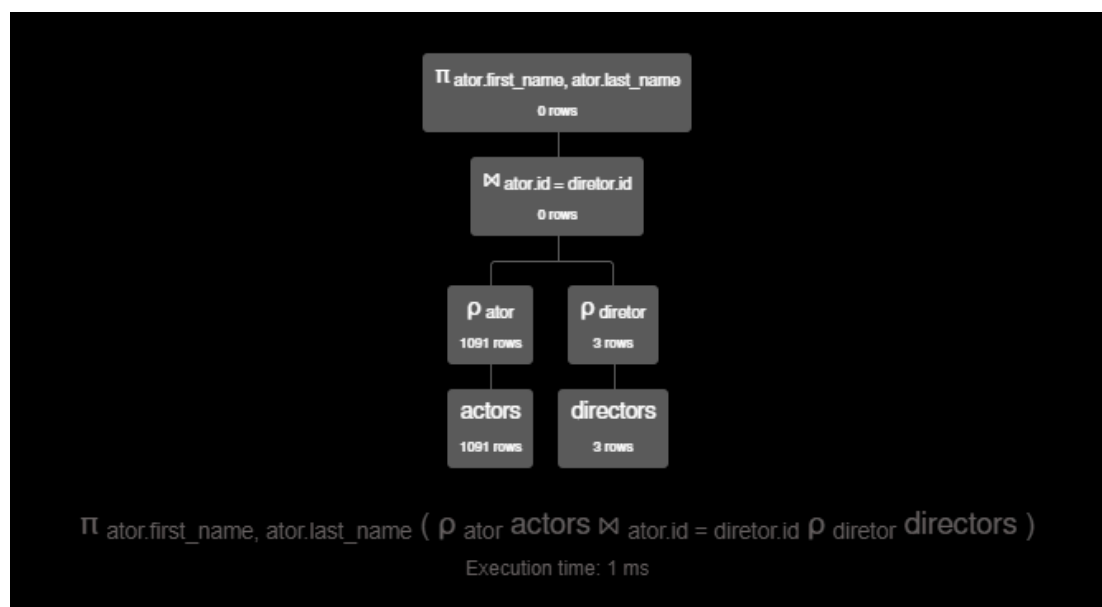 π ator.first_name, ator.last_name
0 rows
⋈ ator.id = diretor.id
0 rows
ρ ator
1091 rows
ρ diretor
3 rows
actors
1091 rows
directors
3 rows
π ator.first_name, ator.last_name ( ρ ator actors ⋈ ator.id = diretor.id ρ diretor directors )
Execution time: 1 ms